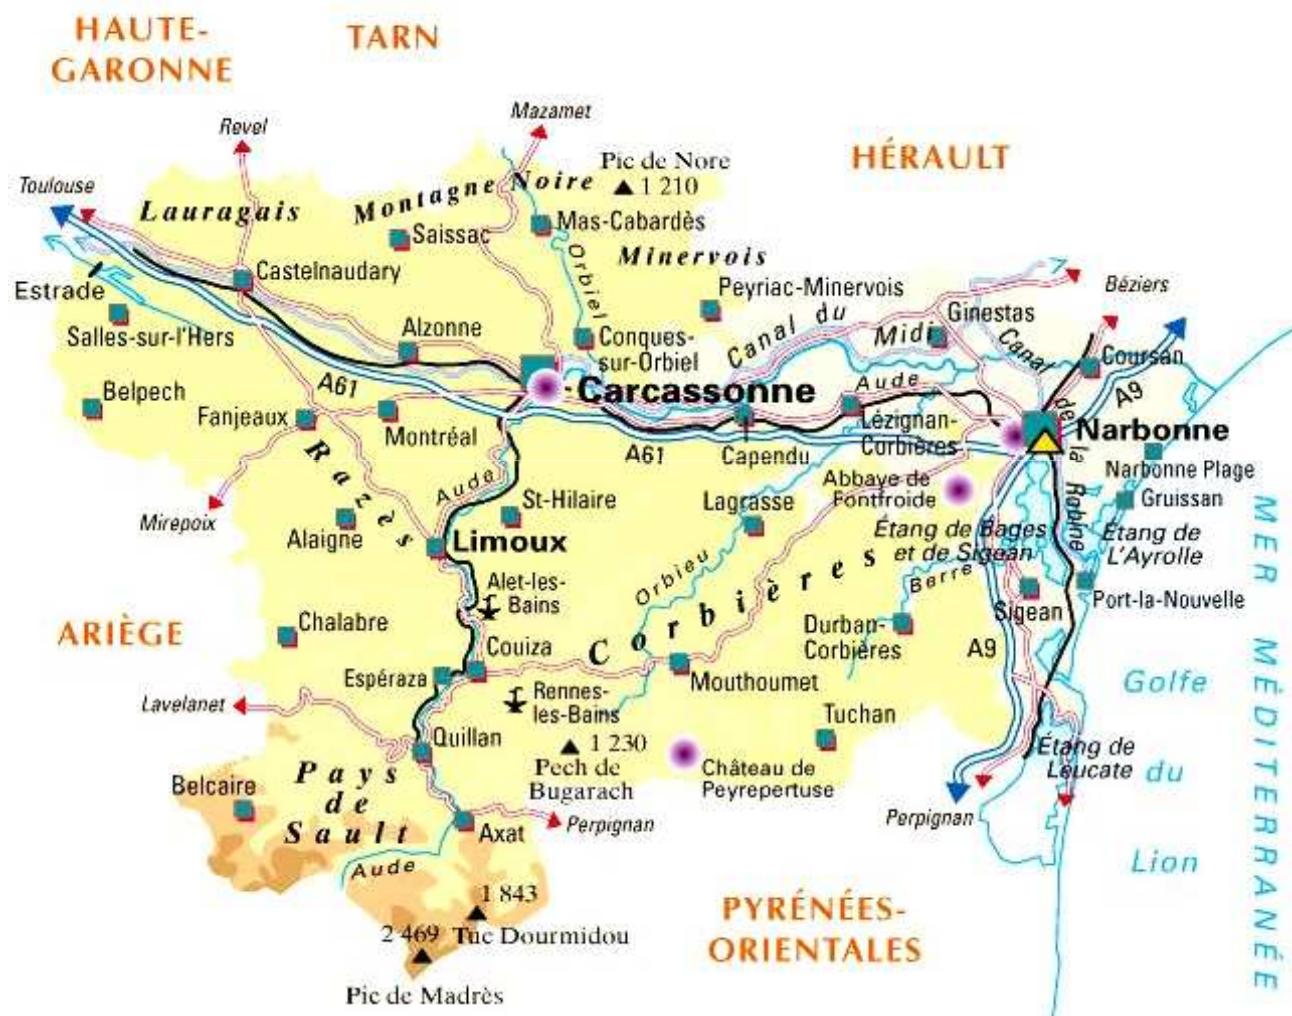 HAUTE-
GARONNE
TARN
Mazamet
Revel
HÉRAULT
Pic de Nore
1 210
Toulouse
Lauragais
Montagne Noire
Mas-Cabardès
Saissac
Orbiel
Minervois
Castelnaudary
Estrade
Peyriac-Minervois
Béziers
Salles-sur-l'Hers
Alzonne
Conques-
sur-Orbiel
Canal du
Midi
Ginestas
Canal
de
la
Robine
Coursan
A61
Carcassonne
Aude
A9
Belpech
Fanjeaux
Montréal
Lézignan-
Corbières
Narbonne
A61
Capendu
Razès
Aude
Abbaye de
Fontfroide
Narbonne Plage
Gruissan
Mirepoix
St-Hilaire
Lagrasse
Alaigne
Limoux
Étang de Bages
et de Sigean
Étang de
L'Ayrolle
Orbieu
Corbières
Berre
Alet-les-
Bains
Sigean
Port-la-Nouvelle
ARIÈGE
Chalabre
Durban-
Corbières
Couiza
A9
Espéraza
Mouthoumet
Golfe
du
Lion
MER MÉDITERRANÉE
Lavelanet
Rennes-
les-Bains
Tuchan
Quillan
1 230
Pech de
Bugarach
Château de
Peyrepertuse
Étang de
Leucate
Belcaire
Pays
de
Sault
Axat
Perpignan
Perpignan
Aude
1 843
Tuc Dourmidou
2 469
Pic de Madrès
PYRÉNÉES-
ORIENTALES